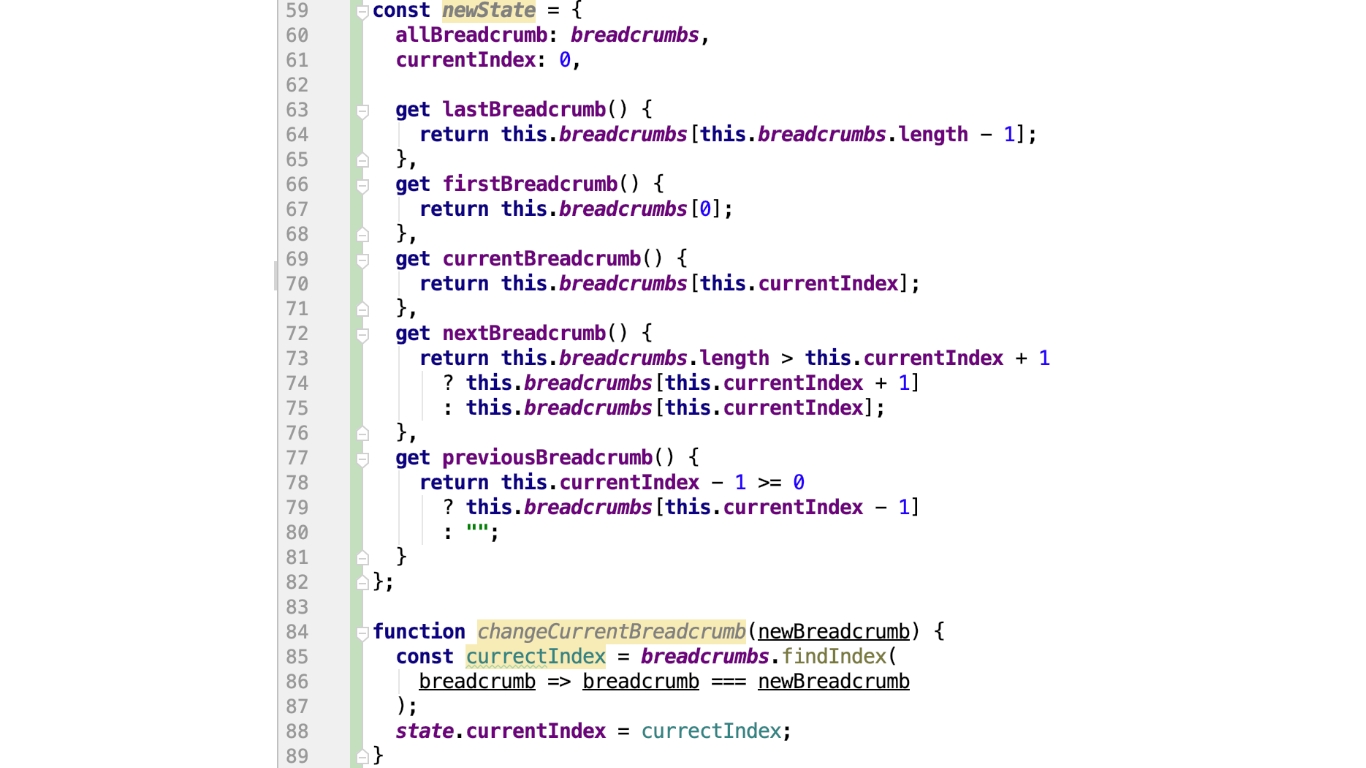 59 const newState = {
60 allBreadcrumb: breadcrumbs,
61 currentIndex: 0,
62
63 get lastBreadcrumb() {
64 return this.breadcrumbs[this.breadcrumbs.length - 1];
65 },
66 get firstBreadcrumb() {
67 return this.breadcrumbs[0];
68 },
69 get currentBreadcrumb() {
70 return this.breadcrumbs[this.currentIndex];
71 },
72 get nextBreadcrumb() {
73 return this.breadcrumbs.length > this.currentIndex + 1
74 ? this.breadcrumbs[this.currentIndex + 1]
75 : this.breadcrumbs[this.currentIndex];
76 },
77 get previousBreadcrumb() {
78 return this.currentIndex - 1 >= 0
79 ? this.breadcrumbs[this.currentIndex - 1]
80 : "";
81 }
82 };
83
84 function changeCurrentBreadcrumb(newBreadcrumb) {
85 const currectIndex = breadcrumbs.findIndex(
86 breadcrumb => breadcrumb === newBreadcrumb
87 );
88 state.currentIndex = currectIndex;
89 }